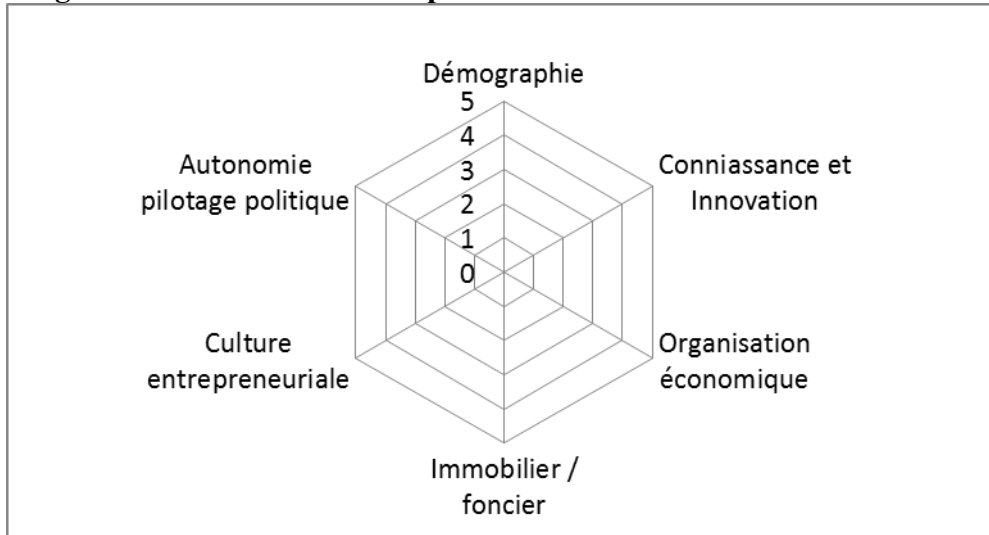 Démographie
5
4
3
2
1
0
Conniassance et
Innovation
Organisation
économique
Immobilier /
foncier
Culture
entrepreneuriale
Autonomie
pilotage politique